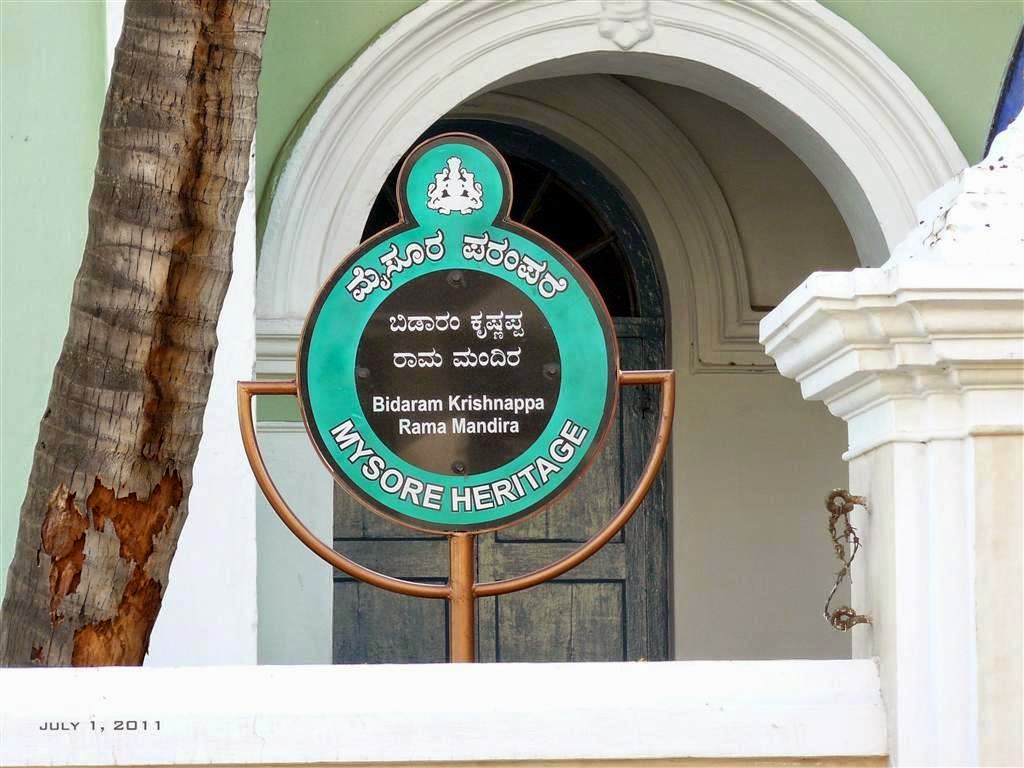 ಮೈಸೂರ ಪರಂಪರೆ
ಬಿಡಾರಂ ಕೃಷ್ಣಪ್ಪ
ರಾಮ ಮಂದಿರ
Bidaram Krishnappa
Rama Mandira
MYSORE HERITAGE
JULY 1, 2011